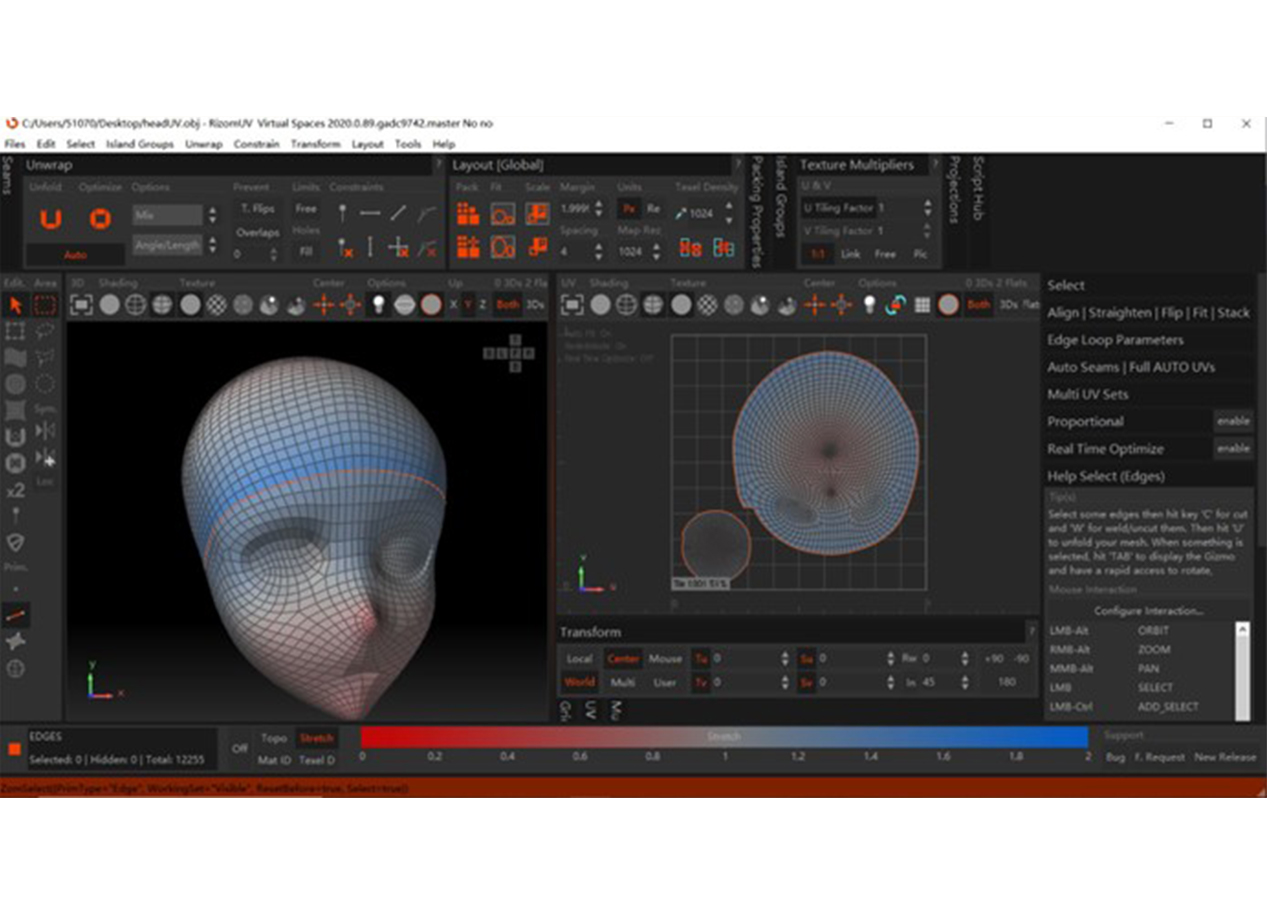 C:/Users/51070/Desktop/headUV.obj - RizomUV Virtual Spaces 2020.0.89.gadc9742.master No no
Files Edit Select Island Groups Unwrap Constrain Transform Layout Tools Help
Seams
Unwrap ?
Unfold Optimize Options Prevent Limits Constraints
Mix T. Flips Free
Overlaps Holes
Angle/Length Fill
Auto 0
Layout [Global] ?
Pack Fit Scale Margin Units Texel Density
Px Re 1024
Spacing Map Rez
4 1024
Packing Properties
Island Groups
Texture Multipliers ?
U & V
U Tiling Factor 1
V Tiling Factor 1
1:1 Link Free Pic
Projections
Script Hub
Edit. Area 3D Shading Texture Center Options Up 0 3Ds 2 Flats
X Y Z Both 3Ds
UV Shading Texture Center Options 0 3Ds 2 Flats
Both 3Ds Flat
Sym.
Loc
x2
Prim.
y
x
Select
Align | Straighten | Flip | Fit | Stack
Edge Loop Parameters
Auto Seams | Full AUTO UVs
Multi UV Sets
Proportional enable
Real Time Optimize enable
Help Select (Edges)
Tip(s)
Select some edges then hit key 'C' for cut
and 'W' for weld/uncut them. Then hit 'U'
to unfold your mesh. When something is
selected, hit 'TAB' to display the Gizmo
and have a rapid access to rotate,
Mouse Interaction
Configure Interaction...
LMB-Alt ORBIT
RMB-Alt ZOOM
MMB-Alt PAN
LMB SELECT
LMB-Ctrl ADD_SELECT
Transform ?
Local Center Mouse Tu 0 Su 0 Rw 0 +90 -90
World Multi User Tv 0 Sv 0 In 45 180
Gri
UV
Mu
EDGES
Selected: 0 | Hidden: 0 | Total: 12255
Off Topo Stretch
Mat ID Texel D
Stretch
0 0.2 0.4 0.6 0.8 1 1.2 1.4 1.6 1.8 2
Support
Bug F. Request New Release
ZomSelect({PrimType="Edge", WorkingSet="Visible", ResetBefore=true, Select=true})